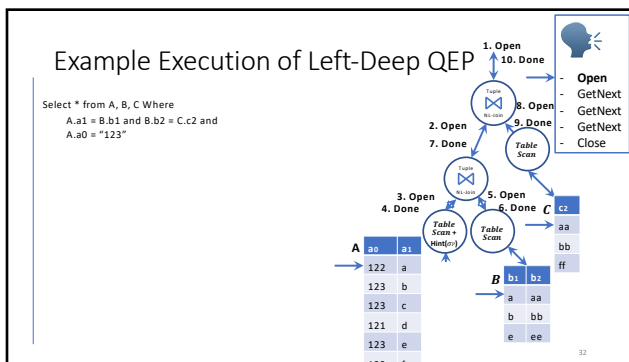 Example Execution of Left-Deep QEP
Select * from A, B, C Where
A.a1 = B.b1 and B.b2 = C.c2 and
A.a0 = “123”
1. Open
10. Done
- Open
- GetNext
- GetNext
- GetNext
- Close
Tuple
NL-Join
8. Open
9. Done
2. Open
7. Done
Table
Scan
Tuple
NL-Join
3. Open
4. Done
5. Open
6. Done
Table
Scan +
Table
Scan
C
c2
aa
bb
ff
A
a0 a1
122 a
123 b
123 c
121 d
123 e
B
b1 b2
a aa
b bb
e ee
32